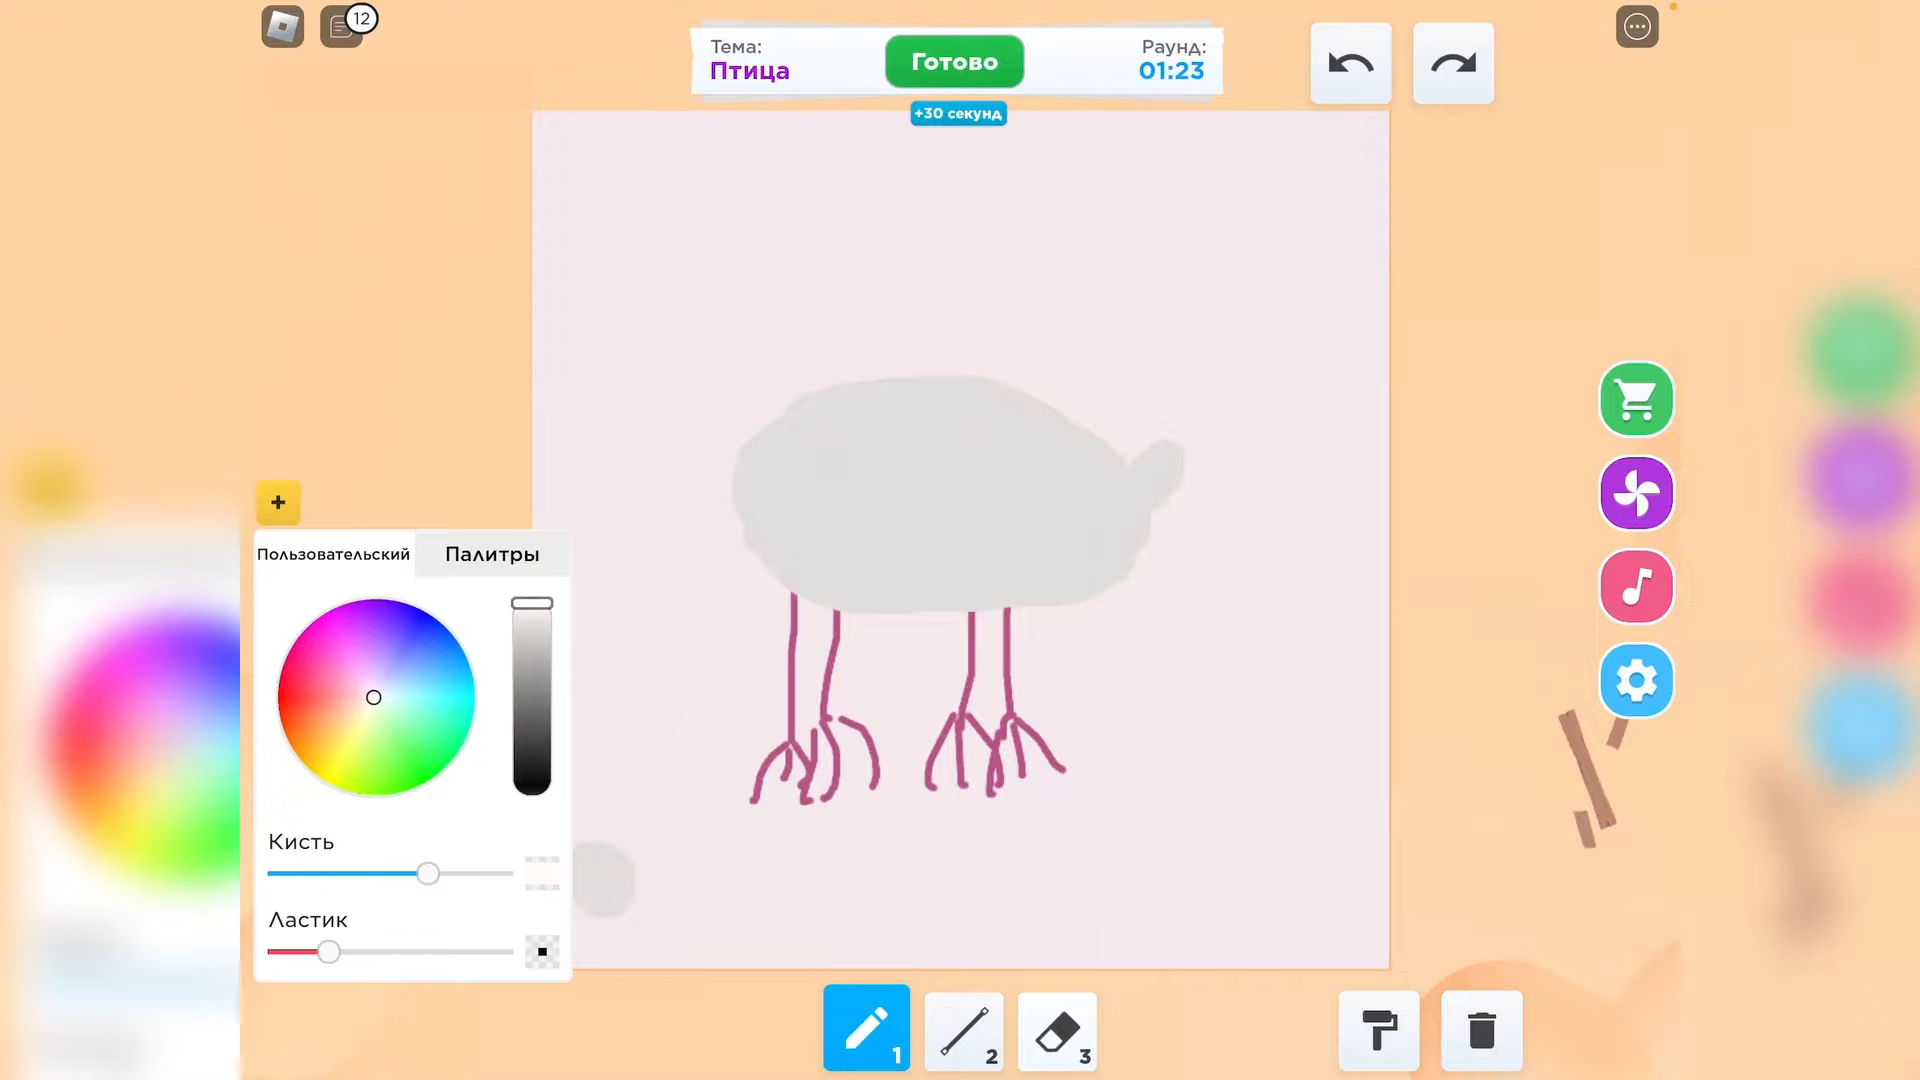 12
Тема:
Птица
Готово
Раунд:
01:23
+30 секунд
+
Пользовательский
Палитры
Кисть
Ластик
1
2
3